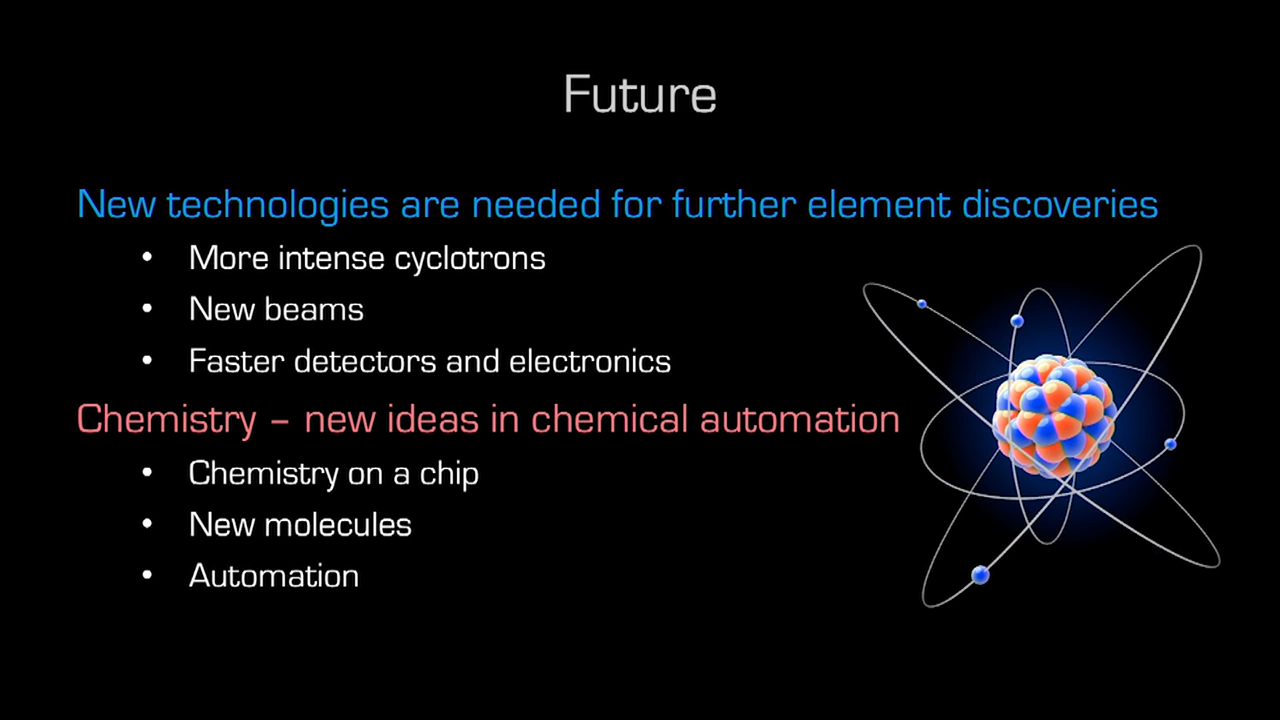 Future
New technologies are needed for further element discoveries
• More intense cyclotrons
• New beams
• Faster detectors and electronics
Chemistry – new ideas in chemical automation
• Chemistry on a chip
• New molecules
• Automation